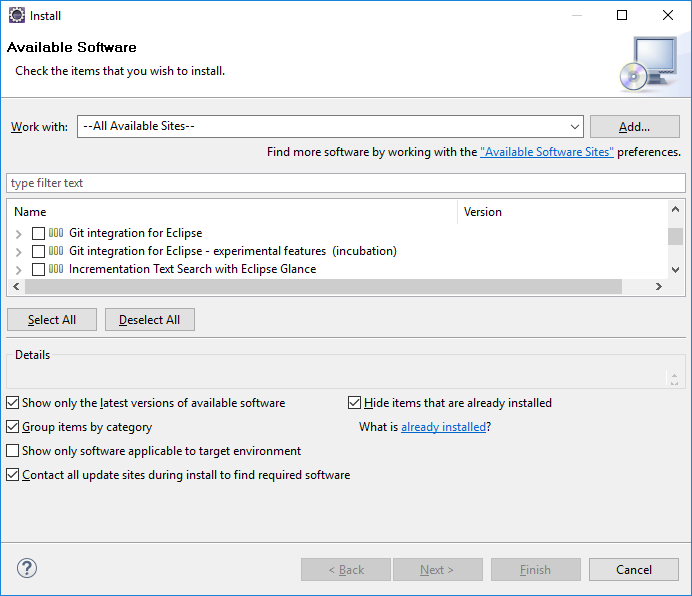 Install
Available Software
Check the items that you wish to install.
Work with: --All Available Sites-- Add...
Find more software by working with the "Available Software Sites" preferences.
type filter text
Name Version
Git integration for Eclipse
Git integration for Eclipse - experimental features (incubation)
Incrementation Text Search with Eclipse Glance
Select All Deselect All
Details
Show only the latest versions of available software Hide items that are already installed
Group items by category What is already installed?
Show only software applicable to target environment
Contact all update sites during install to find required software
? < Back Next > Finish Cancel